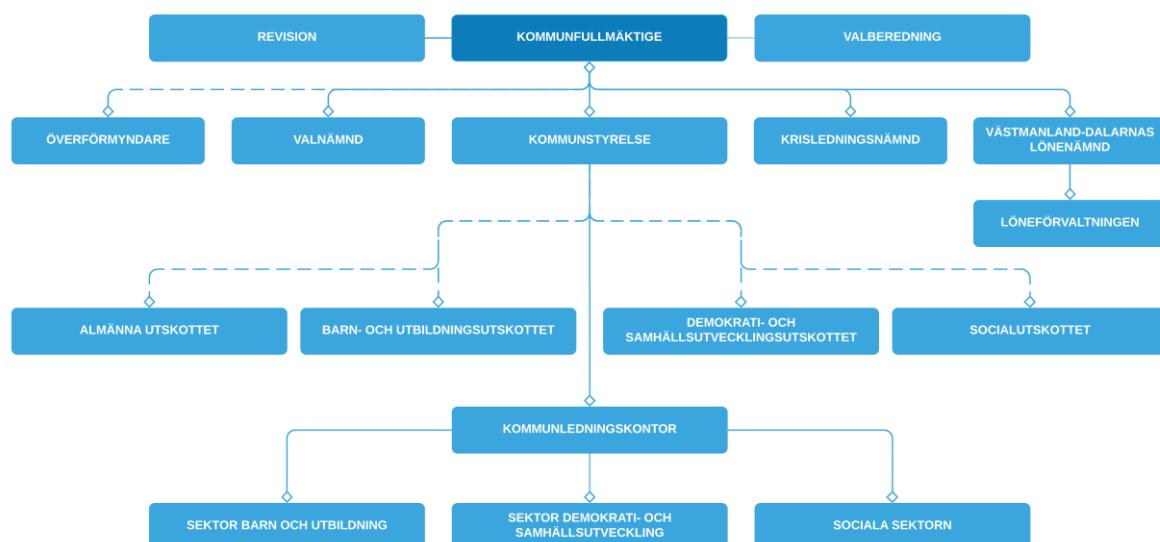 REVISION
KOMMUNFULLMÄKTIGE
VALBEREDNING
ÖVERFÖRMYNDARE
VALNÄMND
KOMMUNSTYRELSE
KRISLEDNINGSNÄMND
VÄSTMANLAND-DALARNAS
LÖNENÄMND
LÖNEFÖRVALTNINGEN
ALMÄNNA UTSKOTTET
BARN- OCH UTBILDNINGSUTSKOTTET
DEMOKRATI- OCH
SAMHÄLLSUTVECKLINGSUTSKOTTET
SOCIALUTSKOTTET
KOMMUNLEDNINGSKONTOR
SEKTOR BARN OCH UTBILDNING
SEKTOR DEMOKRATI- OCH
SAMHÄLLSUTVECKLING
SOCIALA SEKTORN